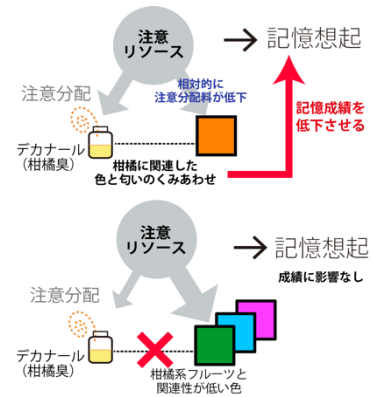 注意
リソース
記憶想起
相対的に
注意分配料が低下
注意分配
記憶成績を
低下させる
デカナール
(柑橘臭)
柑橘に関連した
色と匂いのくみあわせ
注意
リソース
記憶想起
成績に影響なし
注意分配
デカナール
(柑橘臭)
柑橘系フルーツと
関連性が低い色